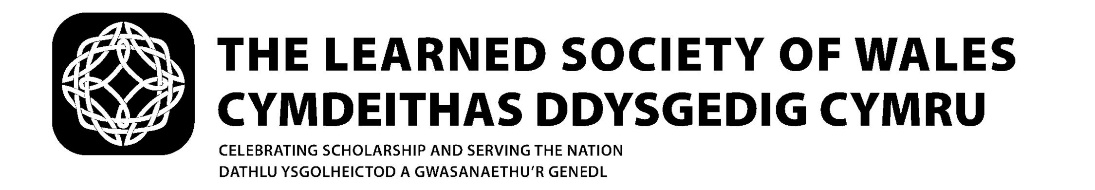 THE LEARNED SOCIETY OF WALES
CYMDEITHAS DDYSGEDIG CYMRU
CELEBRATING SCHOLARSHIP AND SERVING THE NATION
DATHLU YSGOLHEICTOD A GWASANAETHU'R GENEDL